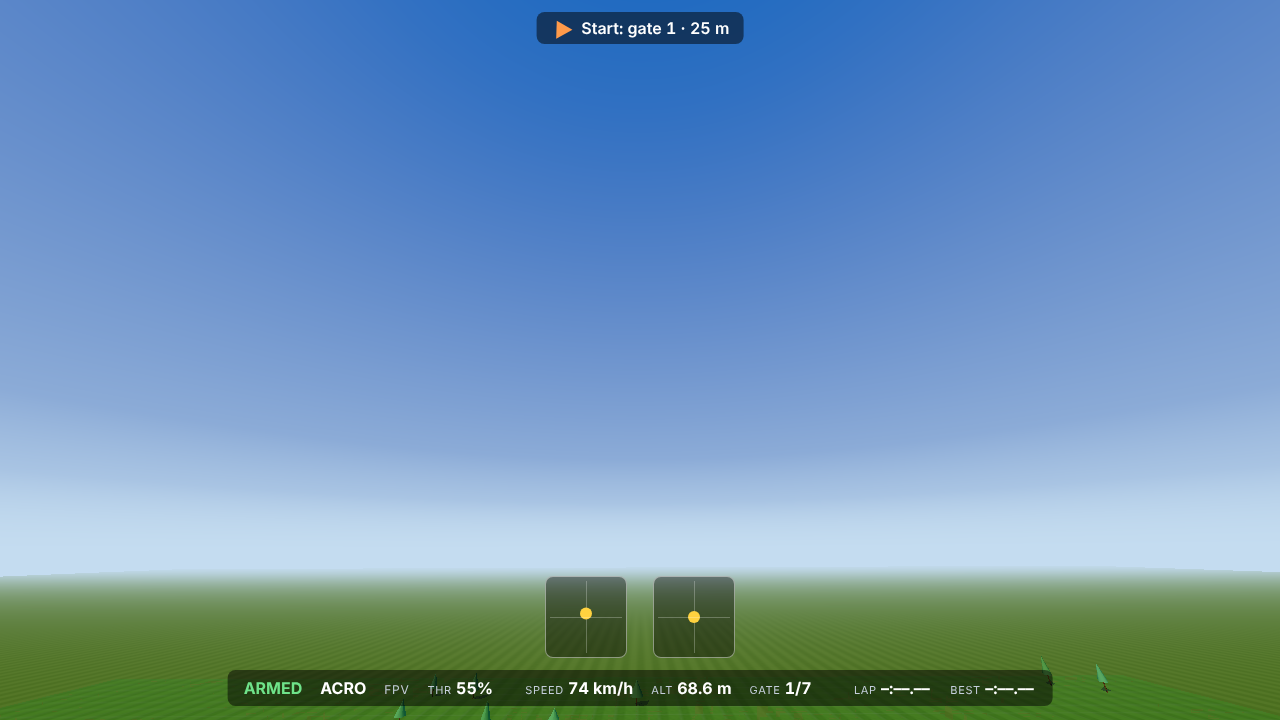 Start: gate 1 · 25 m
ARMED ACRO FPV THR 55% SPEED 74 km/h ALT 68.6 m GATE 1/7 LAP –:––.–– BEST –:––.––